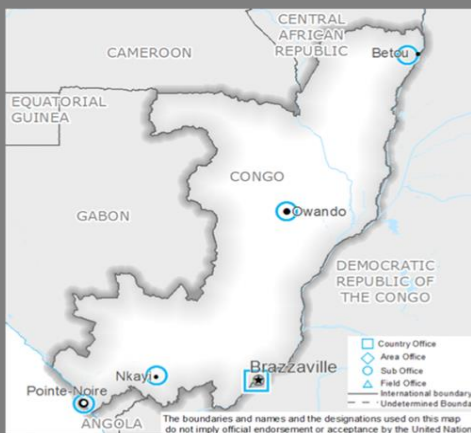 CENTRAL
AFRICAN
REPUBLIC
CAMEROON
Betou
EQUATORIAL
GUINEA
CONGO
GABON
Owando
DEMOCRATIC
REPUBLIC OF
THE CONGO
Country Office
Area Office
Sub Office
Field Office
International boundary
Undetermined Bounda
Brazzaville
Nkayi
Pointe-Noire
ANGOLA
The boundaries and names and the designations used on this map
do not imply official endorsement or acceptance by the United Nation